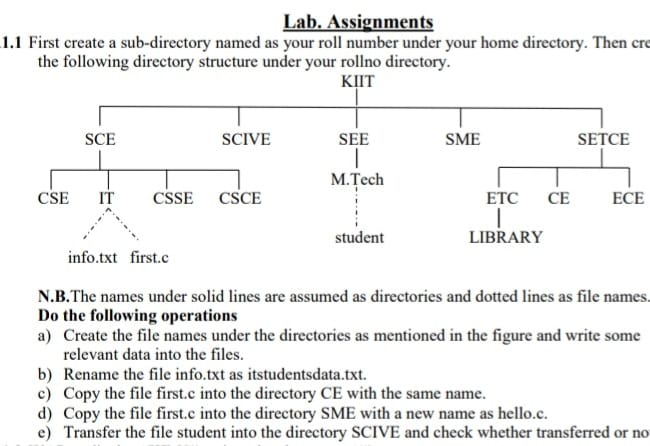 Lab. Assignments
1.1 First create a sub-directory named as your roll number under your home directory. Then cre
the following directory structure under your rollno directory.
KIIT
SCE SCIVE SEE SME SETCE
M.Tech
CSE IT CSSE CSCE ETC CE ECE
student LIBRARY
info.txt first.c
N.B.The names under solid lines are assumed as directories and dotted lines as file names.
Do the following operations
a) Create the file names under the directories as mentioned in the figure and write some
relevant data into the files.
b) Rename the file info.txt as itstudentsdata.txt.
c) Copy the file first.c into the directory CE with the same name.
d) Copy the file first.c into the directory SME with a new name as hello.c.
e) Transfer the file student into the directory SCIVE and check whether transferred or no